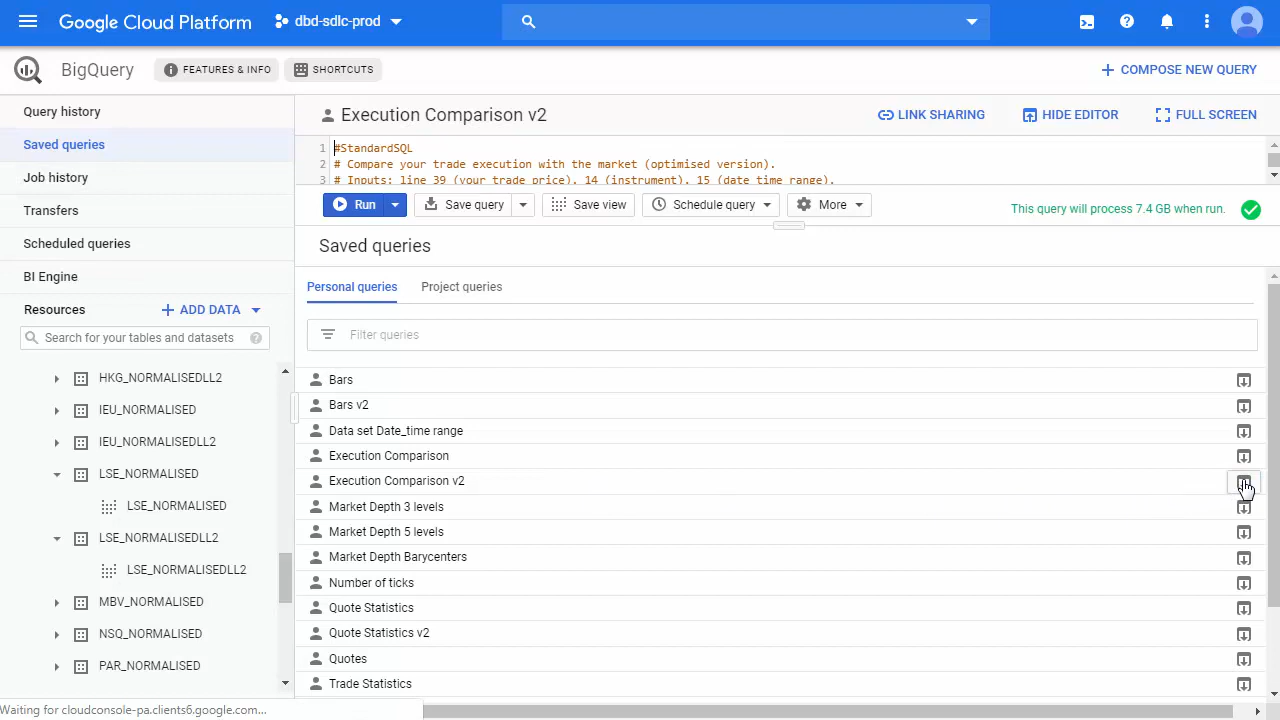 Google Cloud Platform
dbd-sdlc-prod
BigQuery
FEATURES & INFO
SHORTCUTS
COMPOSE NEW QUERY
Query history
Saved queries
Job history
Transfers
Scheduled queries
BI Engine
Resources
ADD DATA
Search for your tables and datasets
HKG_NORMALISEDLL2
IEU_NORMALISED
IEU_NORMALISEDLL2
LSE_NORMALISED
LSE_NORMALISED
LSE_NORMALISEDLL2
LSE_NORMALISEDLL2
MBV_NORMALISED
NSQ_NORMALISED
PAR_NORMALISED
Waiting for cloudconsole-pa.clients6.google.com...
Execution Comparison v2
LINK SHARING
HIDE EDITOR
FULL SCREEN
1 #StandardSQL
2 # Compare your trade execution with the market (optimised version).
3 # Inputs: line 39 (your trade price), 14 (instrument), 15 (date time range).
Run
Save query
Save view
Schedule query
More
This query will process 7.4 GB when run.
Saved queries
Personal queries
Project queries
Filter queries
Bars
Bars v2
Data set Date_time range
Execution Comparison
Execution Comparison v2
Market Depth 3 levels
Market Depth 5 levels
Market Depth Barycenters
Number of ticks
Quote Statistics
Quote Statistics v2
Quotes
Trade Statistics